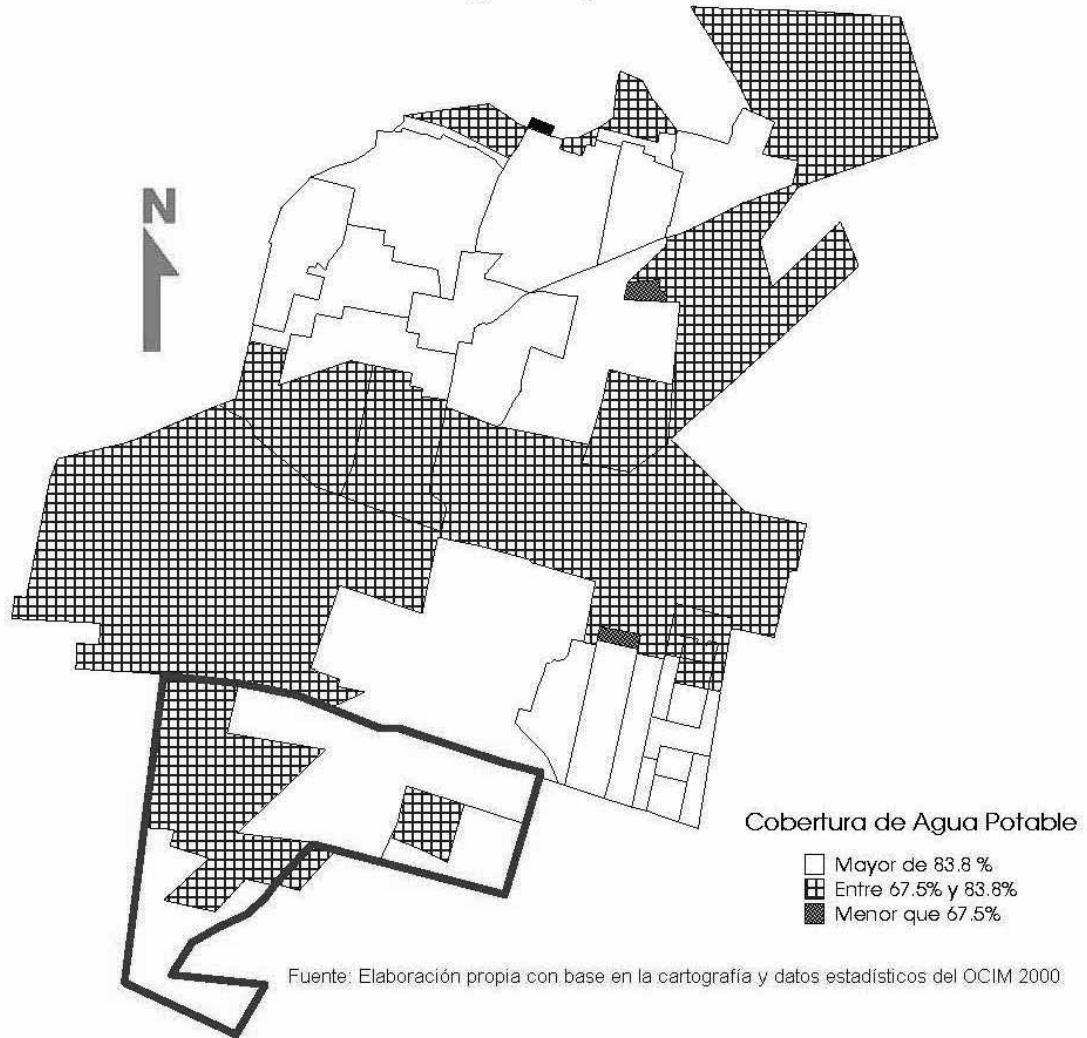 N
Cobertura de Agua Potable
Mayor de 83.8 %
Entre 67.5% y 83.8%
Menor que 67.5%
Fuente: Elaboración propia con base en la cartografía y datos estadísticos del OCIM 2000